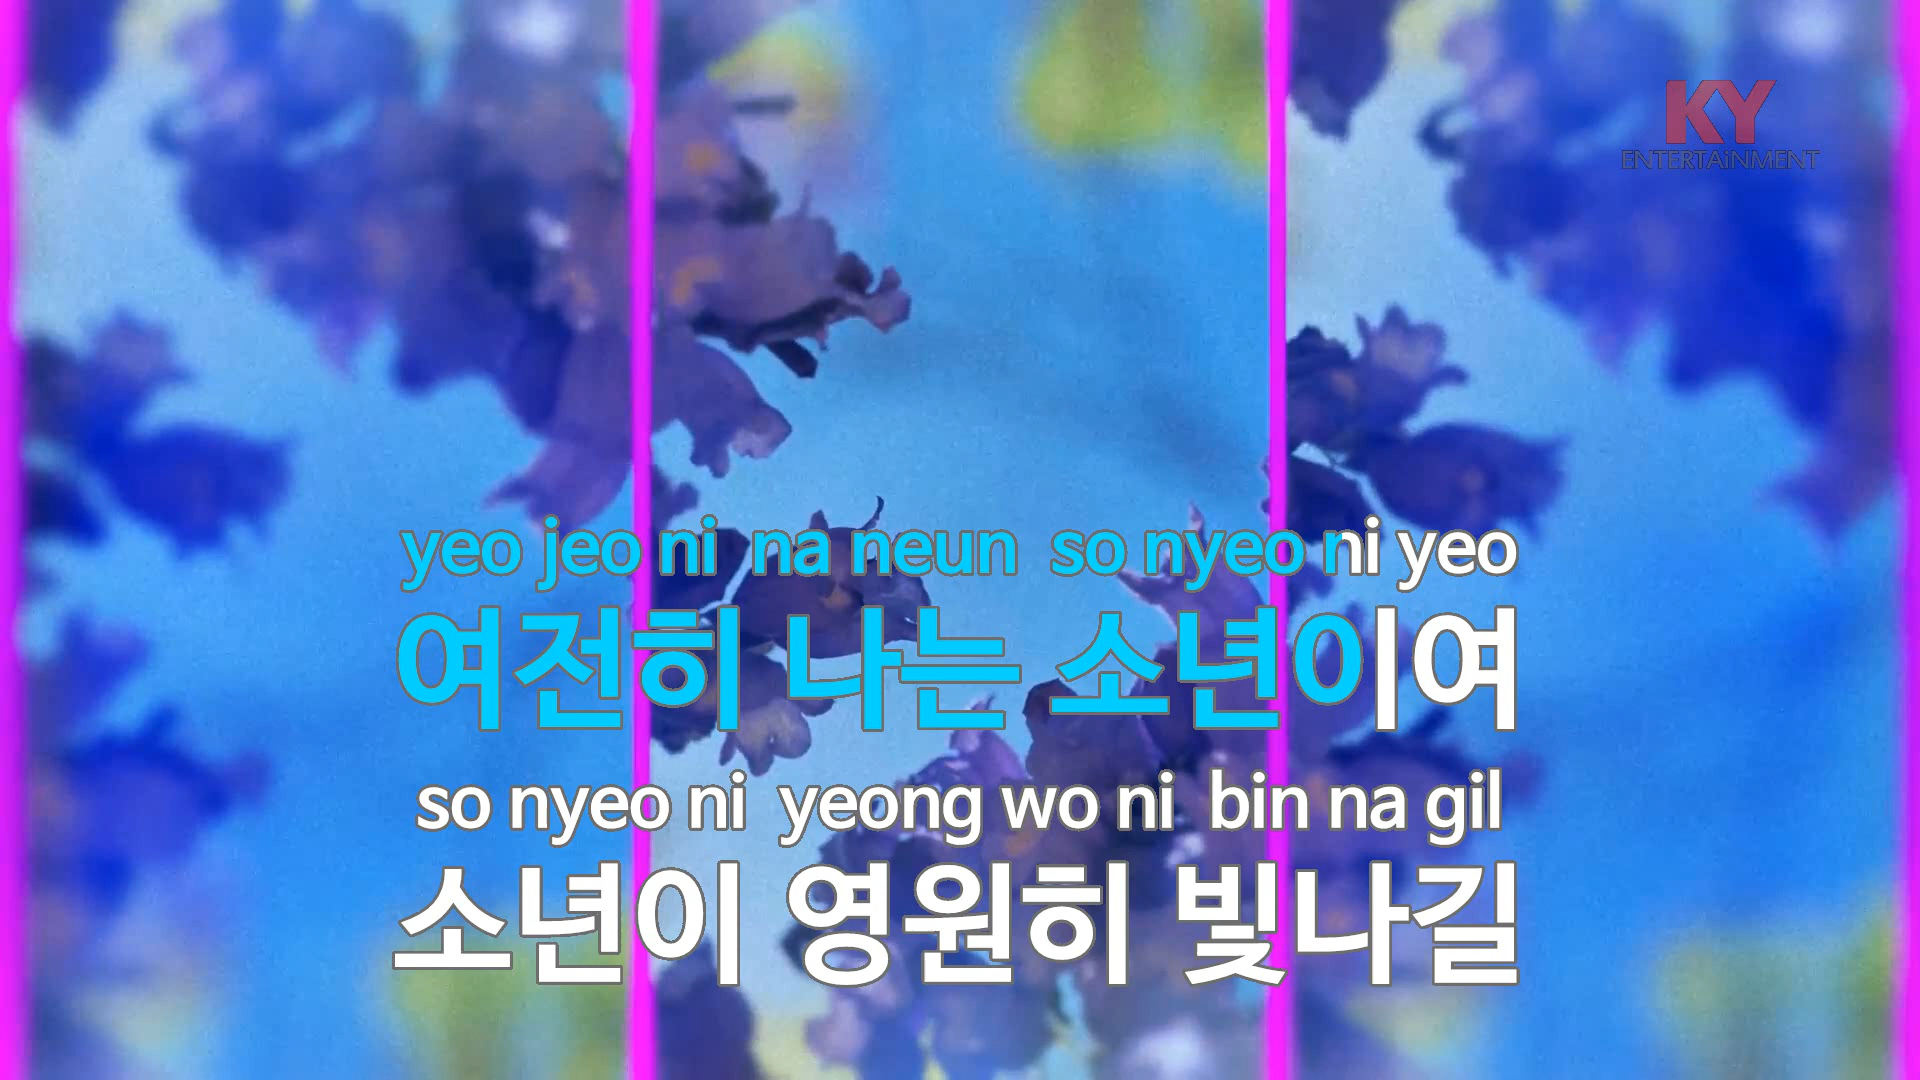 KY
ENTERTAiNMENT
yeo jeo ni na neun so nyeo ni yeo
여전히 나는 소년이여
so nyeo ni yeong wo ni bin na gil
소년이 영원히 빛나길